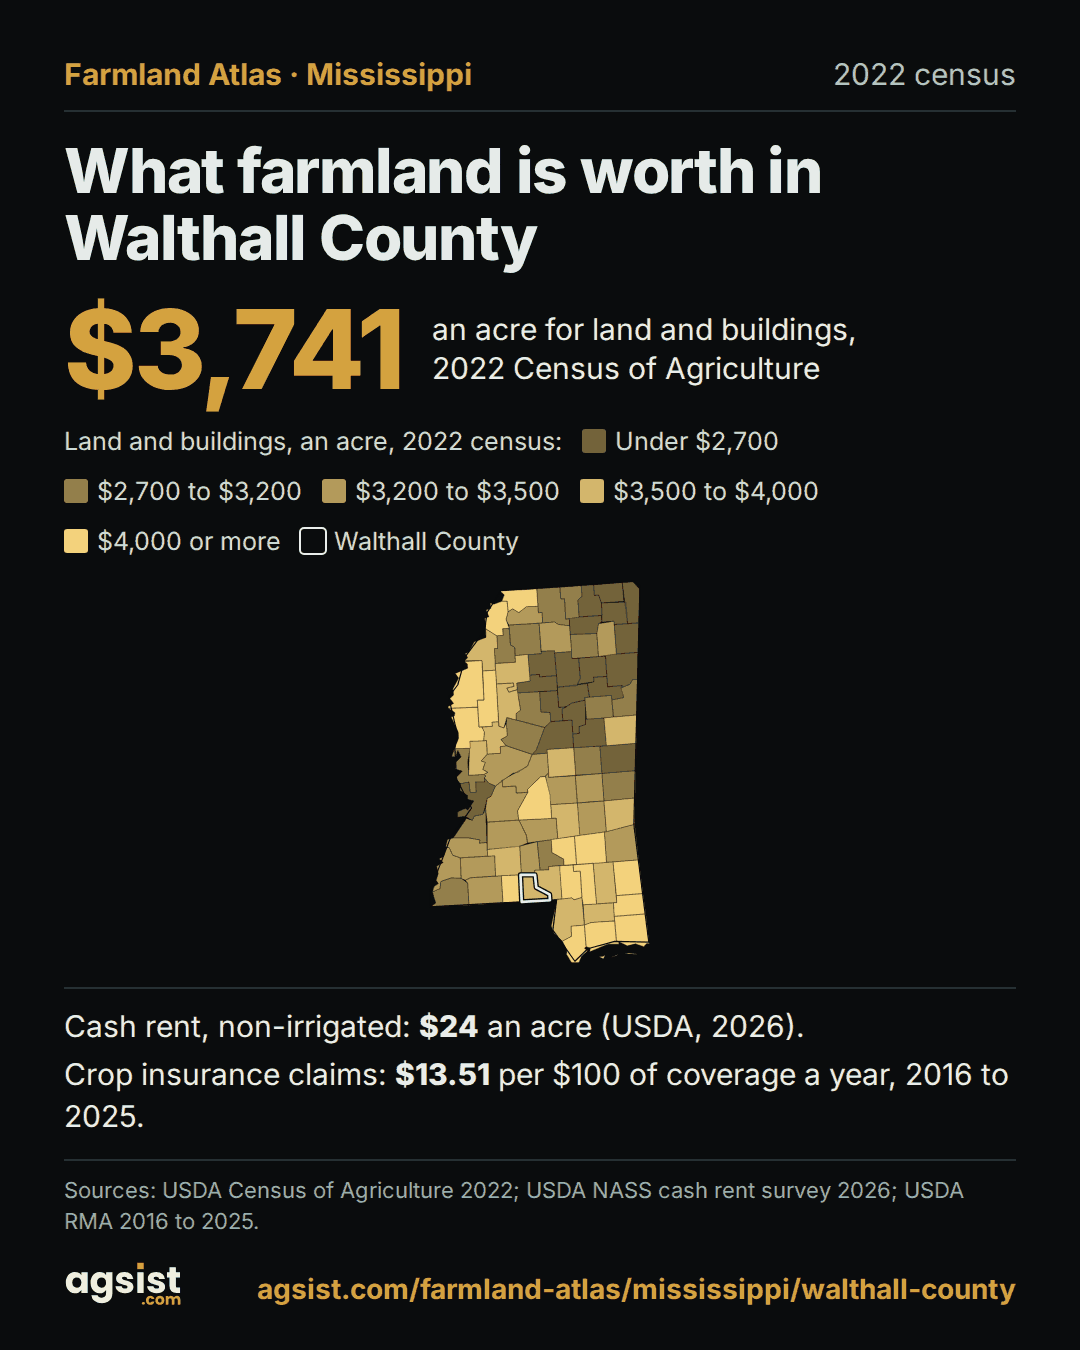 Farmland Atlas · Mississippi
2022 census
What farmland is worth in
Walthall County
$3,741
an acre for land and buildings,
2022 Census of Agriculture
Land and buildings, an acre, 2022 census: Under $2,700
$2,700 to $3,200 $3,200 to $3,500 $3,500 to $4,000
$4,000 or more Walthall County
Cash rent, non-irrigated: $24 an acre (USDA, 2026).
Crop insurance claims: $13.51 per $100 of coverage a year, 2016 to
2025.
Sources: USDA Census of Agriculture 2022; USDA NASS cash rent survey 2026; USDA
RMA 2016 to 2025.
agsist
.com
agsist.com/farmland-atlas/mississippi/walthall-county